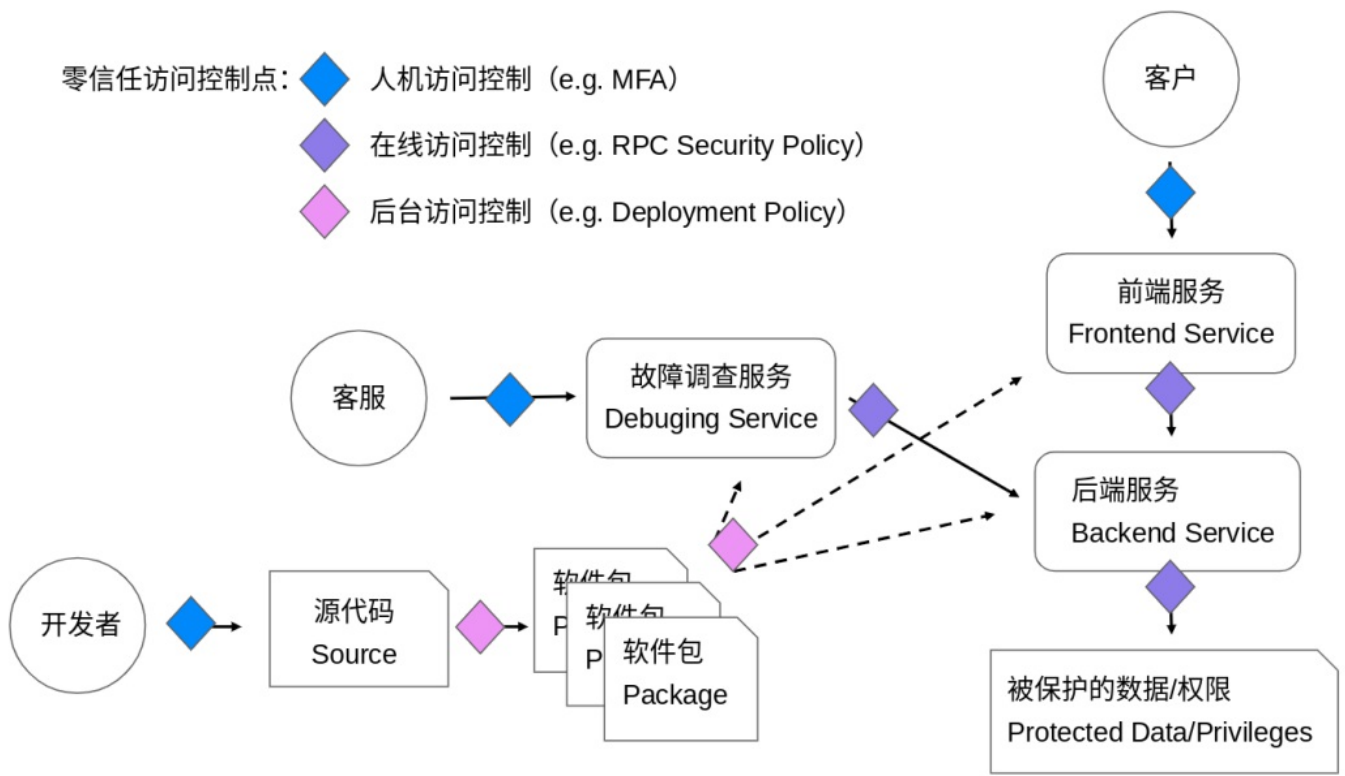 零信任访问控制点：
人机访问控制（e.g. MFA）
在线访问控制（e.g. RPC Security Policy）
后台访问控制（e.g. Deployment Policy）
客户
前端服务
Frontend Service
客服
故障调查服务
Debuging Service
后端服务
Backend Service
开发者
源代码
Source
软件包
P
软件包
P
软件包
Package
被保护的数据/权限
Protected Data/Privileges